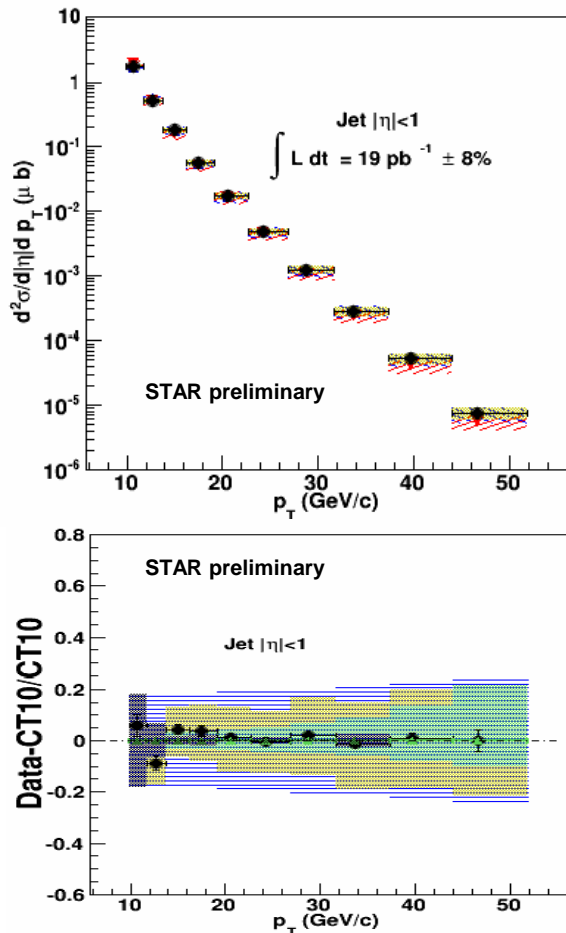 10
1
10⁻¹
10⁻²
10⁻³
10⁻⁴
10⁻⁵
10⁻⁶
d²σ/d|η|d p_T (μ b)
Jet |η|<1
∫ L dt = 19 pb⁻¹ ± 8%
STAR preliminary
10 20 30 40 50
p_T (GeV/c)
0.8
0.6
0.4
0.2
0
-0.2
-0.4
-0.6
Data-CT10/CT10
STAR preliminary
Jet |η|<1
10 20 30 40 50
p_T (GeV/c)